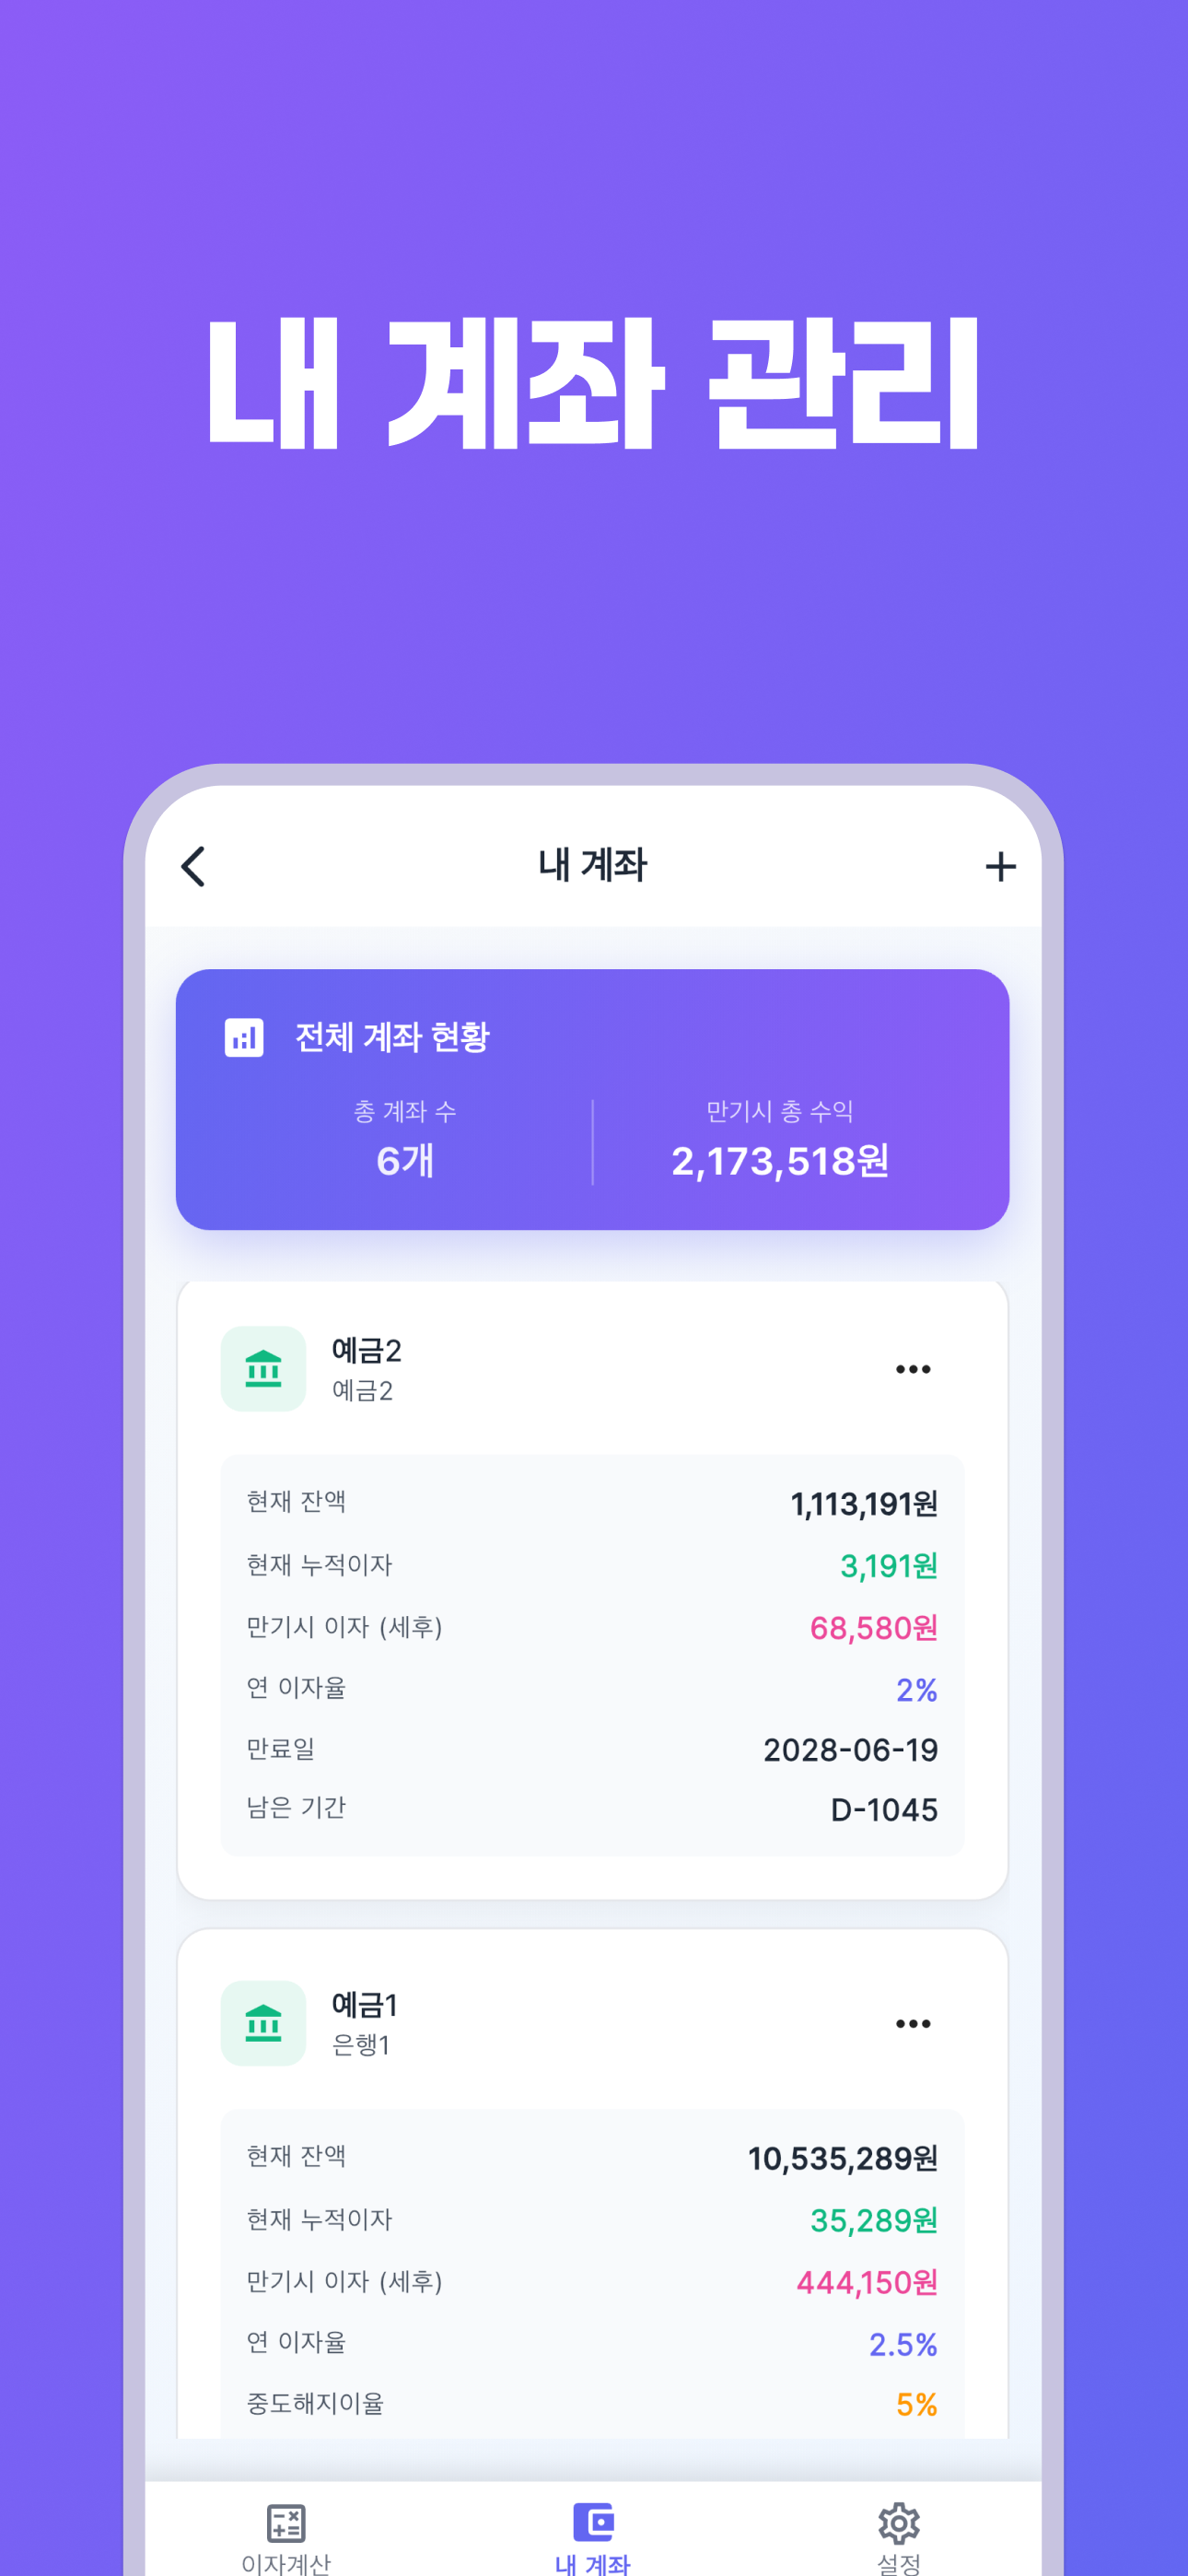 내 계좌 관리
내 계좌
전체 계좌 현황
총 계좌 수
만기시 총 수익
6개
2,173,518원
예금2
예금2
현재 잔액 1,113,191원
현재 누적이자 3,191원
만기시 이자 (세후) 68,580원
연 이자율 2%
만료일 2028-06-19
남은 기간 D-1045
예금1
은행1
현재 잔액 10,535,289원
현재 누적이자 35,289원
만기시 이자 (세후) 444,150원
연 이자율 2.5%
중도해지이율 5%
이자계산 내 계좌 설정